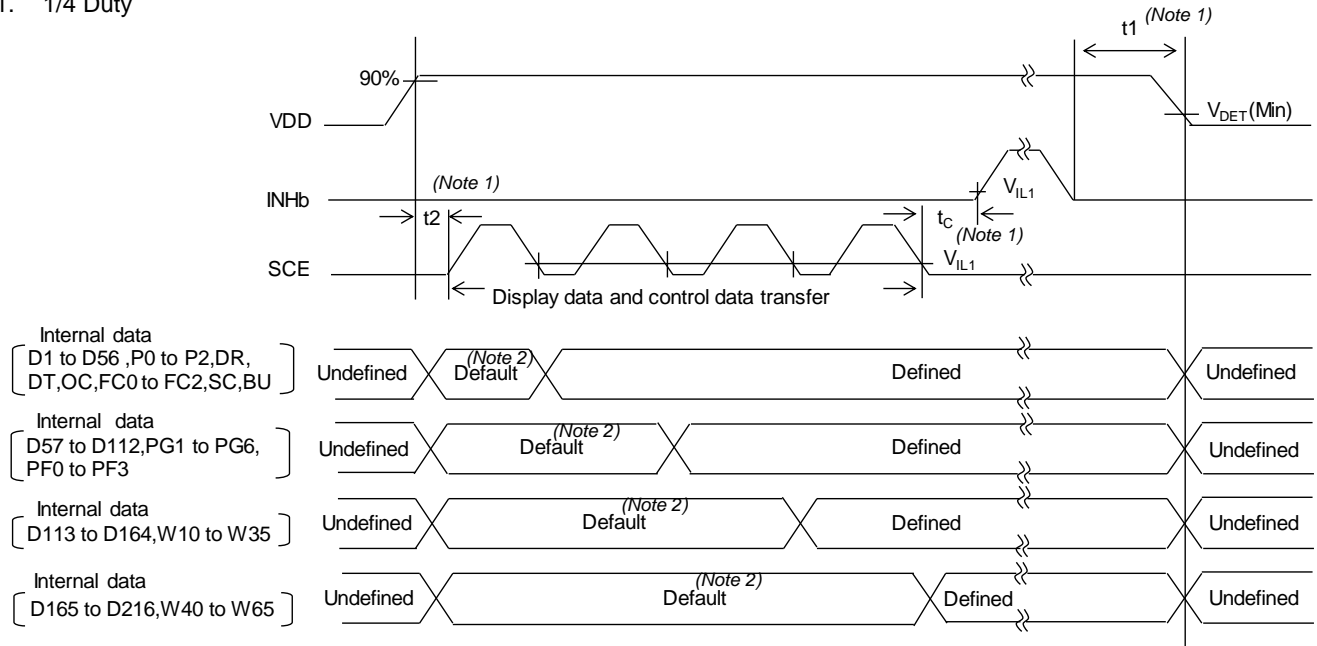 1/4 Duty
t1 (Note 1)
90%
VDD
VDET(Min)
(Note 1)
INHb
VIL1
t2
tC
(Note 1)
SCE
VIL1
Display data and control data transfer
Internal data
D1 to D56 ,P0 to P2,DR,
DT,OC,FC0 to FC2,SC,BU
Undefined
(Note 2)
Default
Defined
Undefined
Internal data
D57 to D112,PG1 to PG6,
PF0 to PF3
Undefined
(Note 2)
Default
Defined
Undefined
Internal data
D113 to D164,W10 to W35
Undefined
(Note 2)
Default
Defined
Undefined
Internal data
D165 to D216,W40 to W65
Undefined
(Note 2)
Default
Defined
Undefined